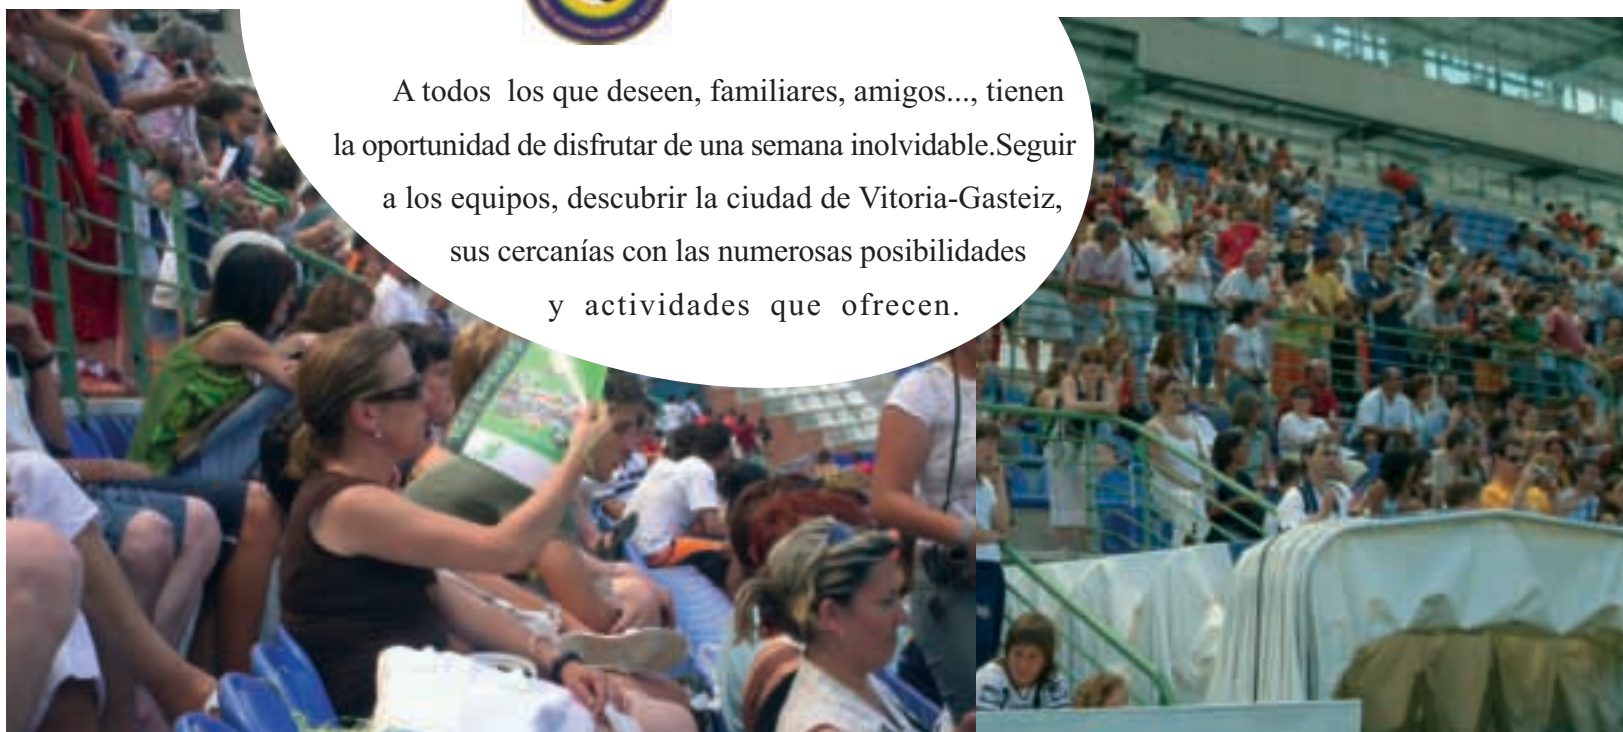 A todos los que deseen, familiares, amigos..., tienen
la oportunidad de disfrutar de una semana inolvidable.Seguir
a los equipos, descubrir la ciudad de Vitoria-Gasteiz,
sus cercanías con las numerosas posibilidades
y actividades que ofrecen.